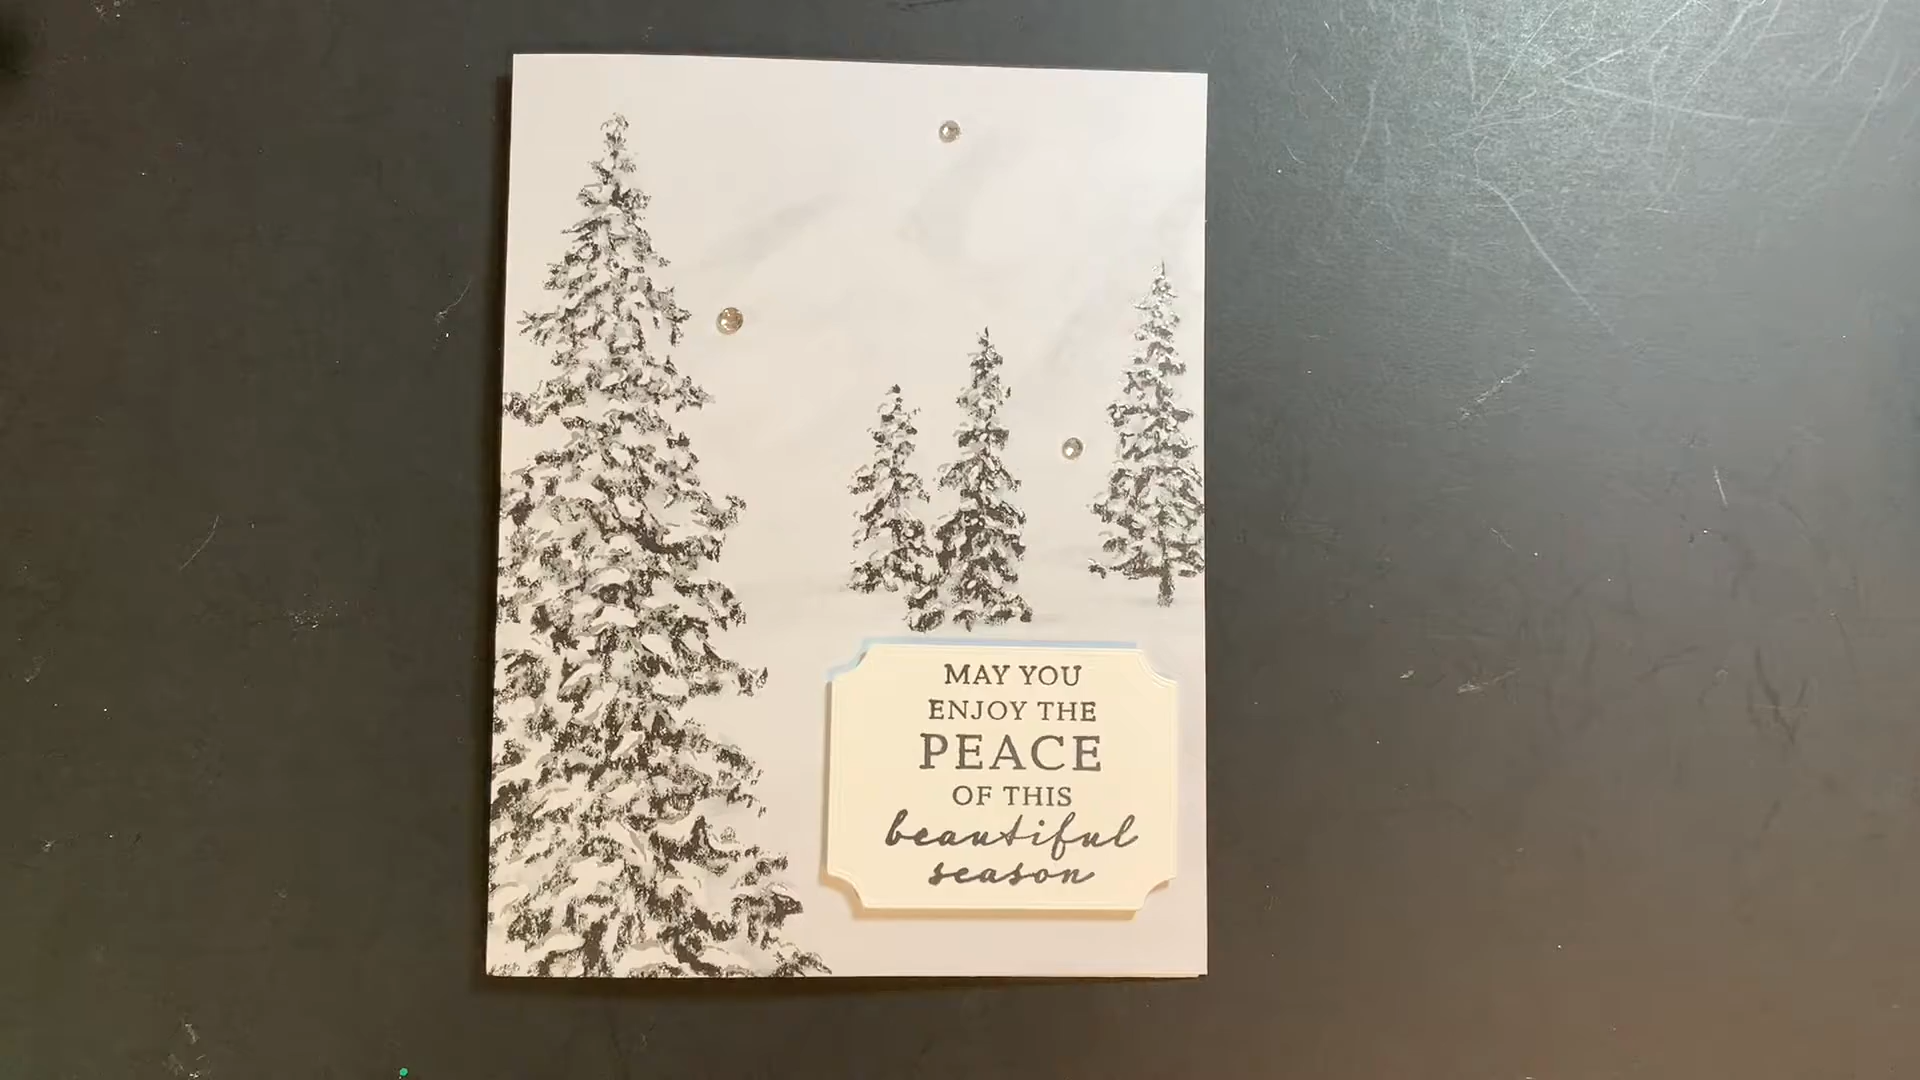 MAY YOU
ENJOY THE
PEACE
OF THIS
beautiful
season